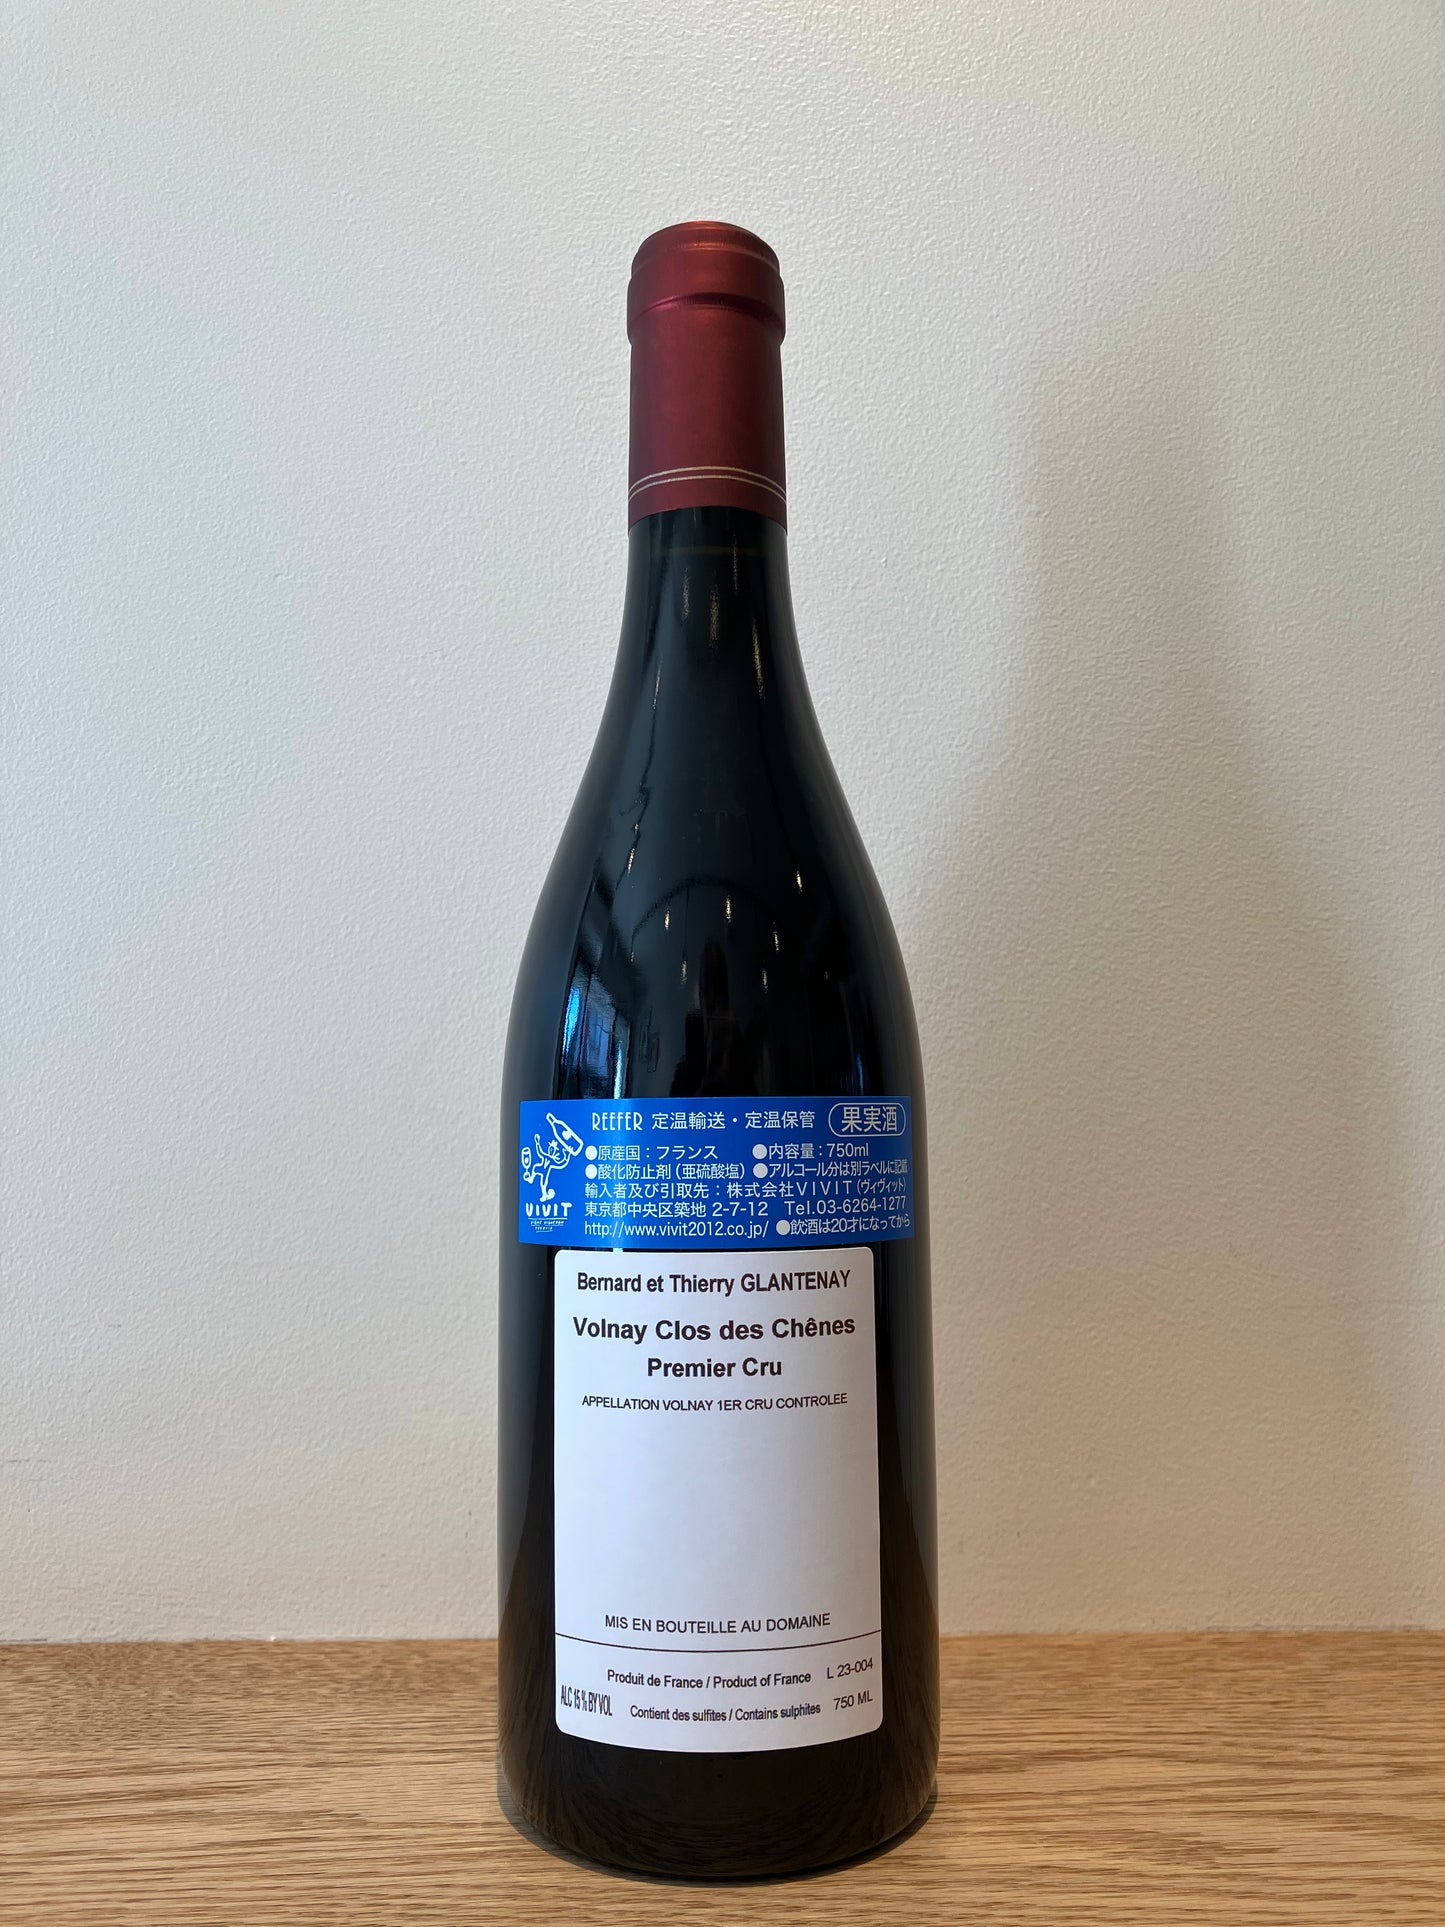 REEFER 定温輸送・定温保管 果実酒
●原産国：フランス ●内容量：750ml
●酸化防止剤（亜硫酸塩） ●アルコール分は別ラベルに記載
輸入者及び引取先：株式会社VIVIT（ヴィヴィット）
東京都中央区築地 2-7-12 Tel.03-6264-1277
http://www.vivit2012.co.jp/ ●飲酒は20才になってから
VIVIT
Bernard et Thierry GLANTENAY
Volnay Clos des Chênes
Premier Cru
APPELLATION VOLNAY 1ER CRU CONTROLEE
MIS EN BOUTEILLE AU DOMAINE
Produit de France / Product of France L 23-004
ALC 15 % BY VOL Contient des sulfites / Contains sulphites 750 ML